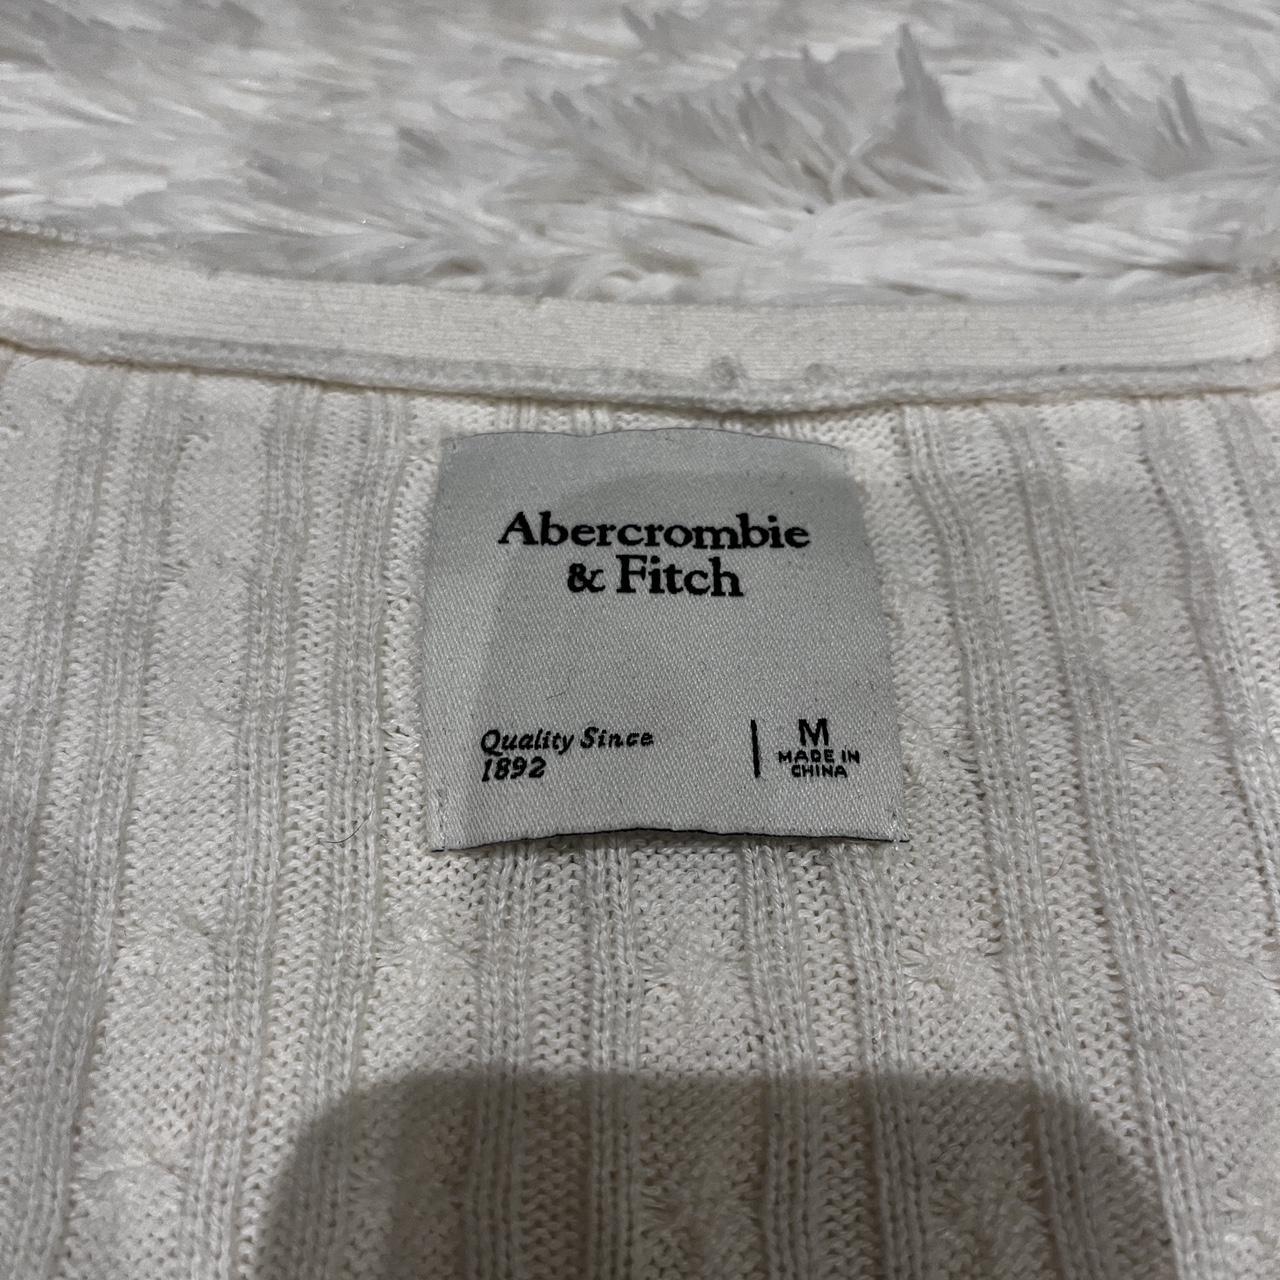 Abercrombie
& Fitch
Quality Since
1892
M
MADE IN
CHINA